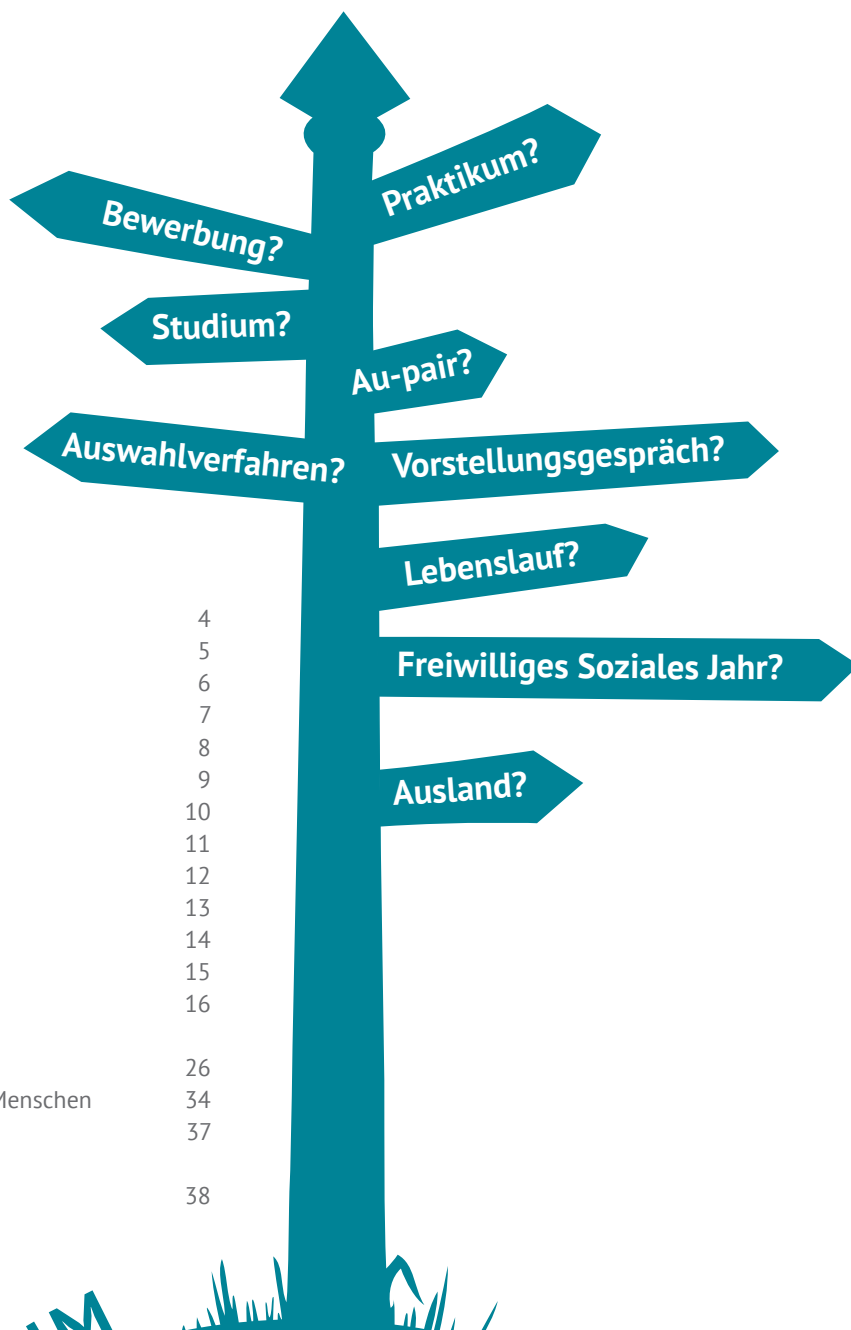 Praktikum?
Bewerbung?
Studium?
Au-pair?
Auswahlverfahren?
Vorstellungsgespräch?
Lebenslauf?
Freiwilliges Soziales Jahr?
Ausland?
4
5
6
7
8
9
10
11
12
13
14
15
16
26
Menschen 34
37
38
IM